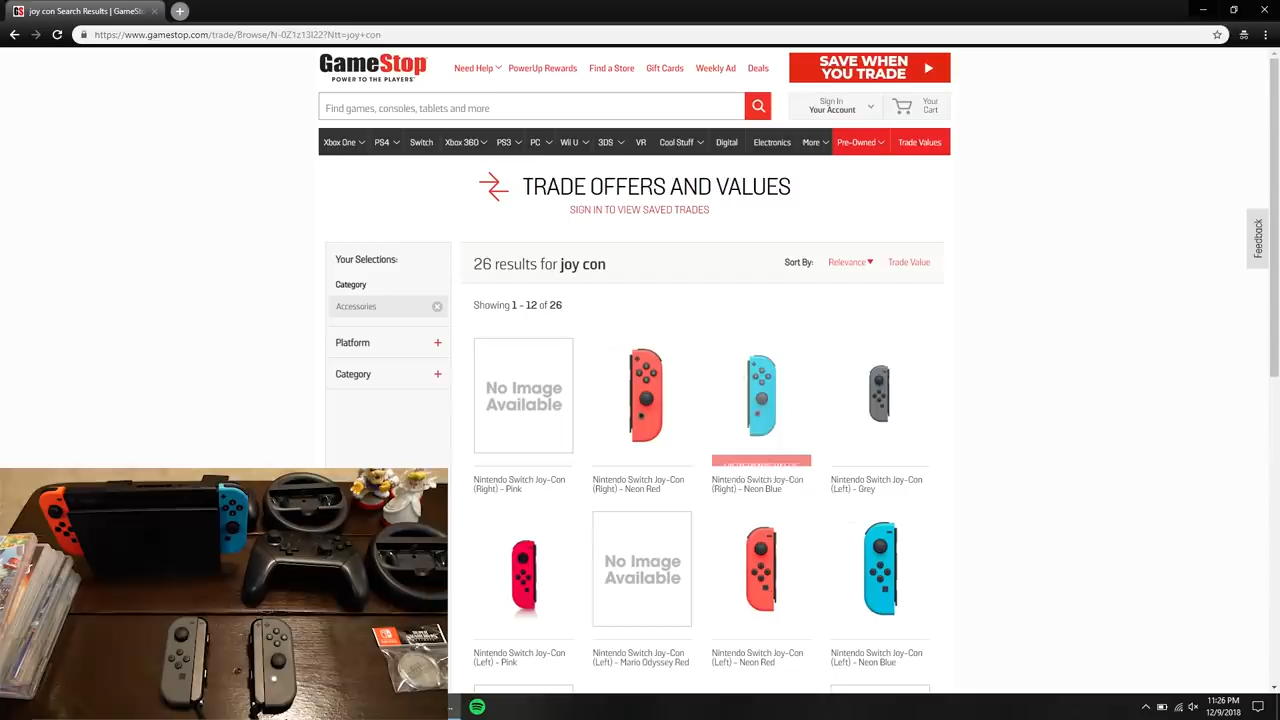 joy con accessories
https://www.gamestop.com/trade/Browse/N-0Z1z13I22?Ntt=joy+con
GameStop
POWER TO THE PLAYERS
Need Help
PowerUp Rewards
Find a Store
Gift Cards
Weekly Ad
Deals
SAVE WHEN
YOU TRADE
Find games, consoles, tablets and more
Sign In
Your Account
Your
Cart
Xbox One
PS4
Switch
Xbox 360
PS3
PC
Wii U
3DS
VR
Cool Stuff
Digital
Electronics
More
Pre-Owned
Trade Values
TRADE OFFERS AND VALUES
SIGN IN TO VIEW SAVED TRADES
Feedback
Your Selections:
Category
Accessories
Platform
Category
26 results for joy con
Sort By:
Relevance
Trade Value
Showing 1 - 12 of 26
No Image
Available
Nintendo Switch Joy-Con
(Right) - Pink
Nintendo Switch Joy-Con
(Right) - Neon Red
Nintendo Switch Joy-Con
(Right) - Neon Blue
Nintendo Switch Joy-Con
(Left) - Grey
No Image
Available
Nintendo Switch Joy-Con
(Left) - Pink
Nintendo Switch Joy-Con
(Left) - Mario Odyssey Red
Nintendo Switch Joy-Con
(Left) - Neon Red
Nintendo Switch Joy-Con
(Left) - Neon Blue
11:26 PM
12/9/2018